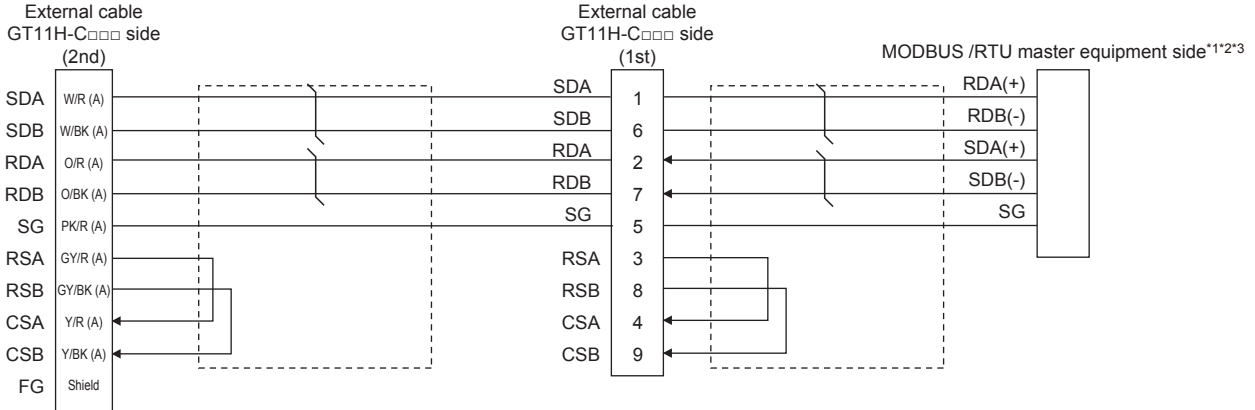 External cable
GT11H-C□□□ side
(2nd)
External cable
GT11H-C□□□ side
(1st)
MODBUS /RTU master equipment side*1*2*3
SDA W/R (A) SDA 1 RDA(+)
SDB W/BK (A) SDB 6 RDB(-)
RDA O/R (A) RDA 2 SDA(+)
RDB O/BK (A) RDB 7 SDB(-)
SG PK/R (A) SG 5 SG
RSA GY/R (A) RSA 3
RSB GY/BK (A) RSB 8
CSA Y/R (A) CSA 4
CSB Y/BK (A) CSB 9
FG Shield